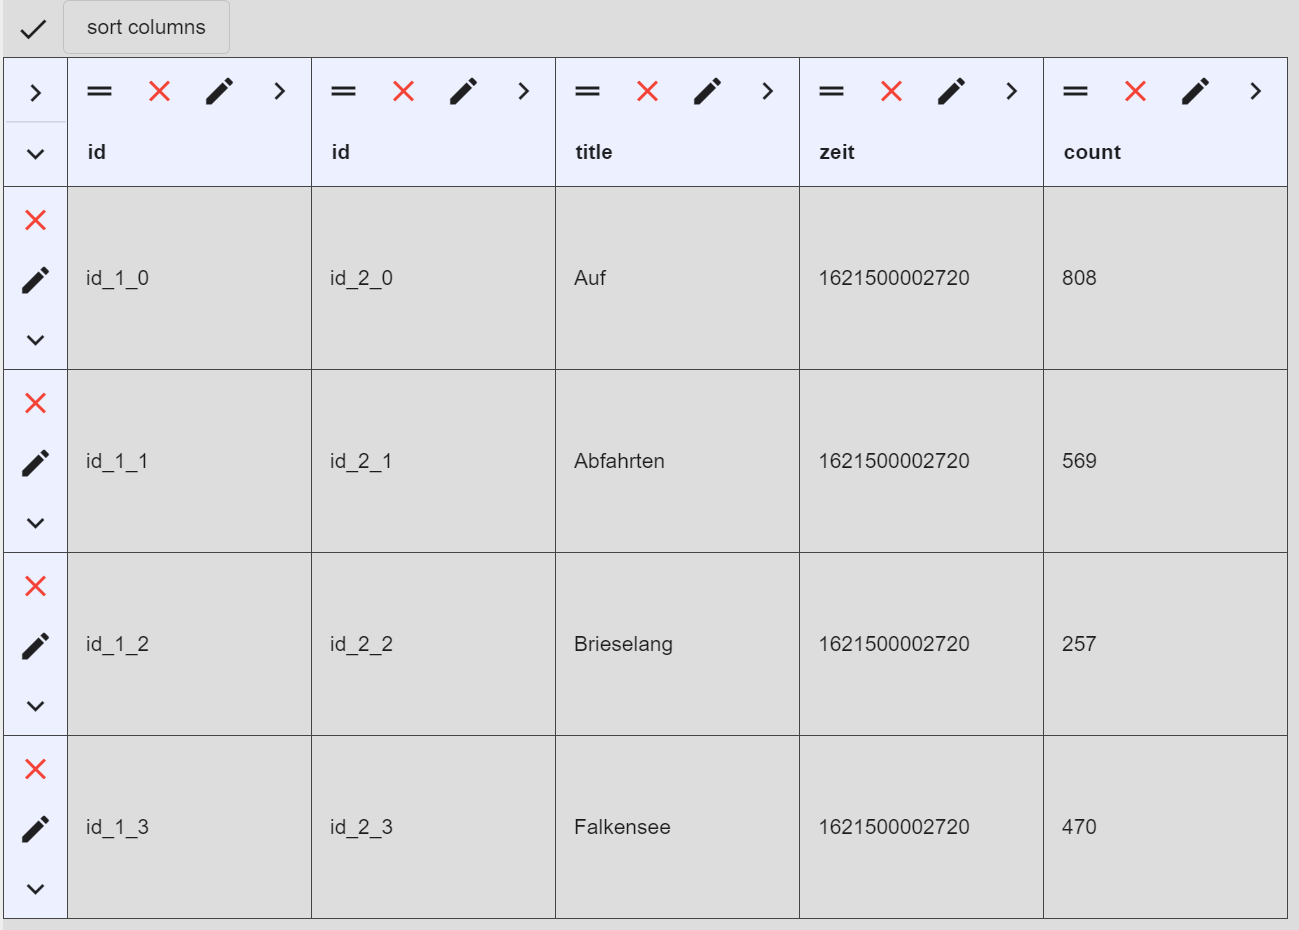 sort columns
id id title zeit count
id_1_0 id_2_0 Auf 1621500002720 808
id_1_1 id_2_1 Abfahrten 1621500002720 569
id_1_2 id_2_2 Brieselang 1621500002720 257
id_1_3 id_2_3 Falkensee 1621500002720 470